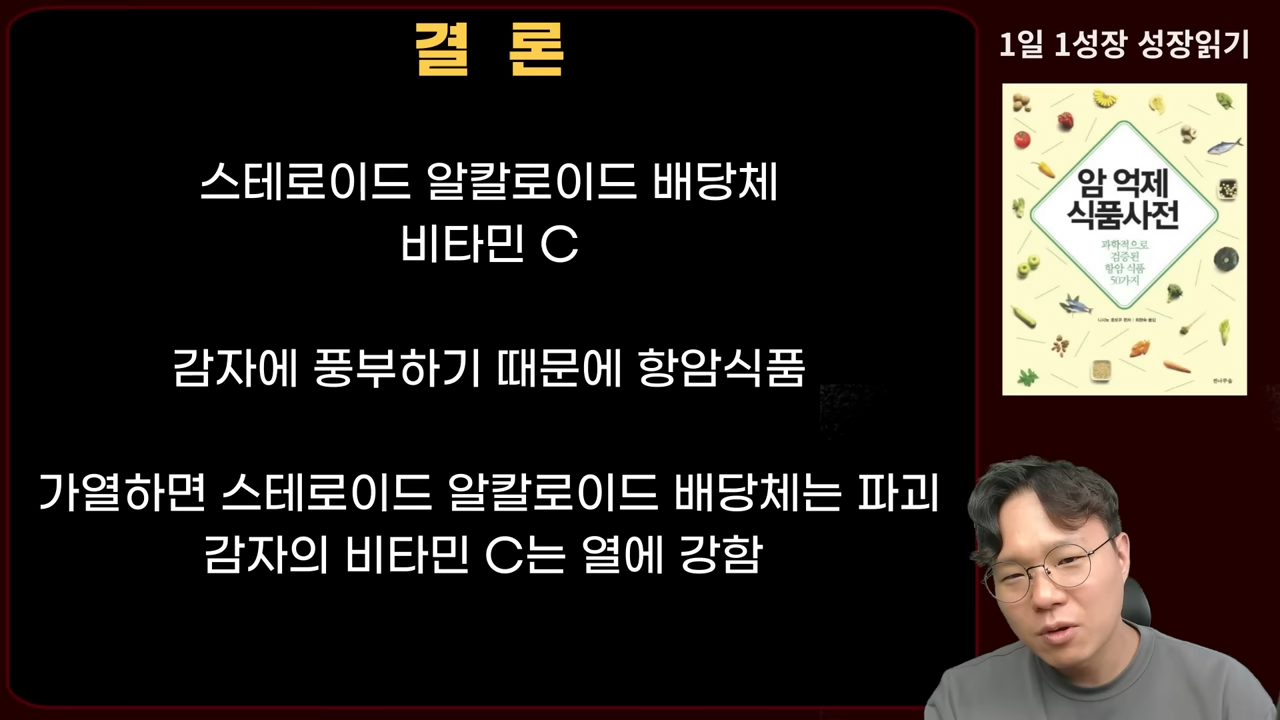 결 론
스테로이드 알칼로이드 배당체
비타민 C
감자에 풍부하기 때문에 항암식품
가열하면 스테로이드 알칼로이드 배당체는 파괴
감자의 비타민 C는 열에 강함
1일 1성장 성장읽기
암 억제
식품사전
과학적으로
검증된
항암 식품
50가지
전나무숲